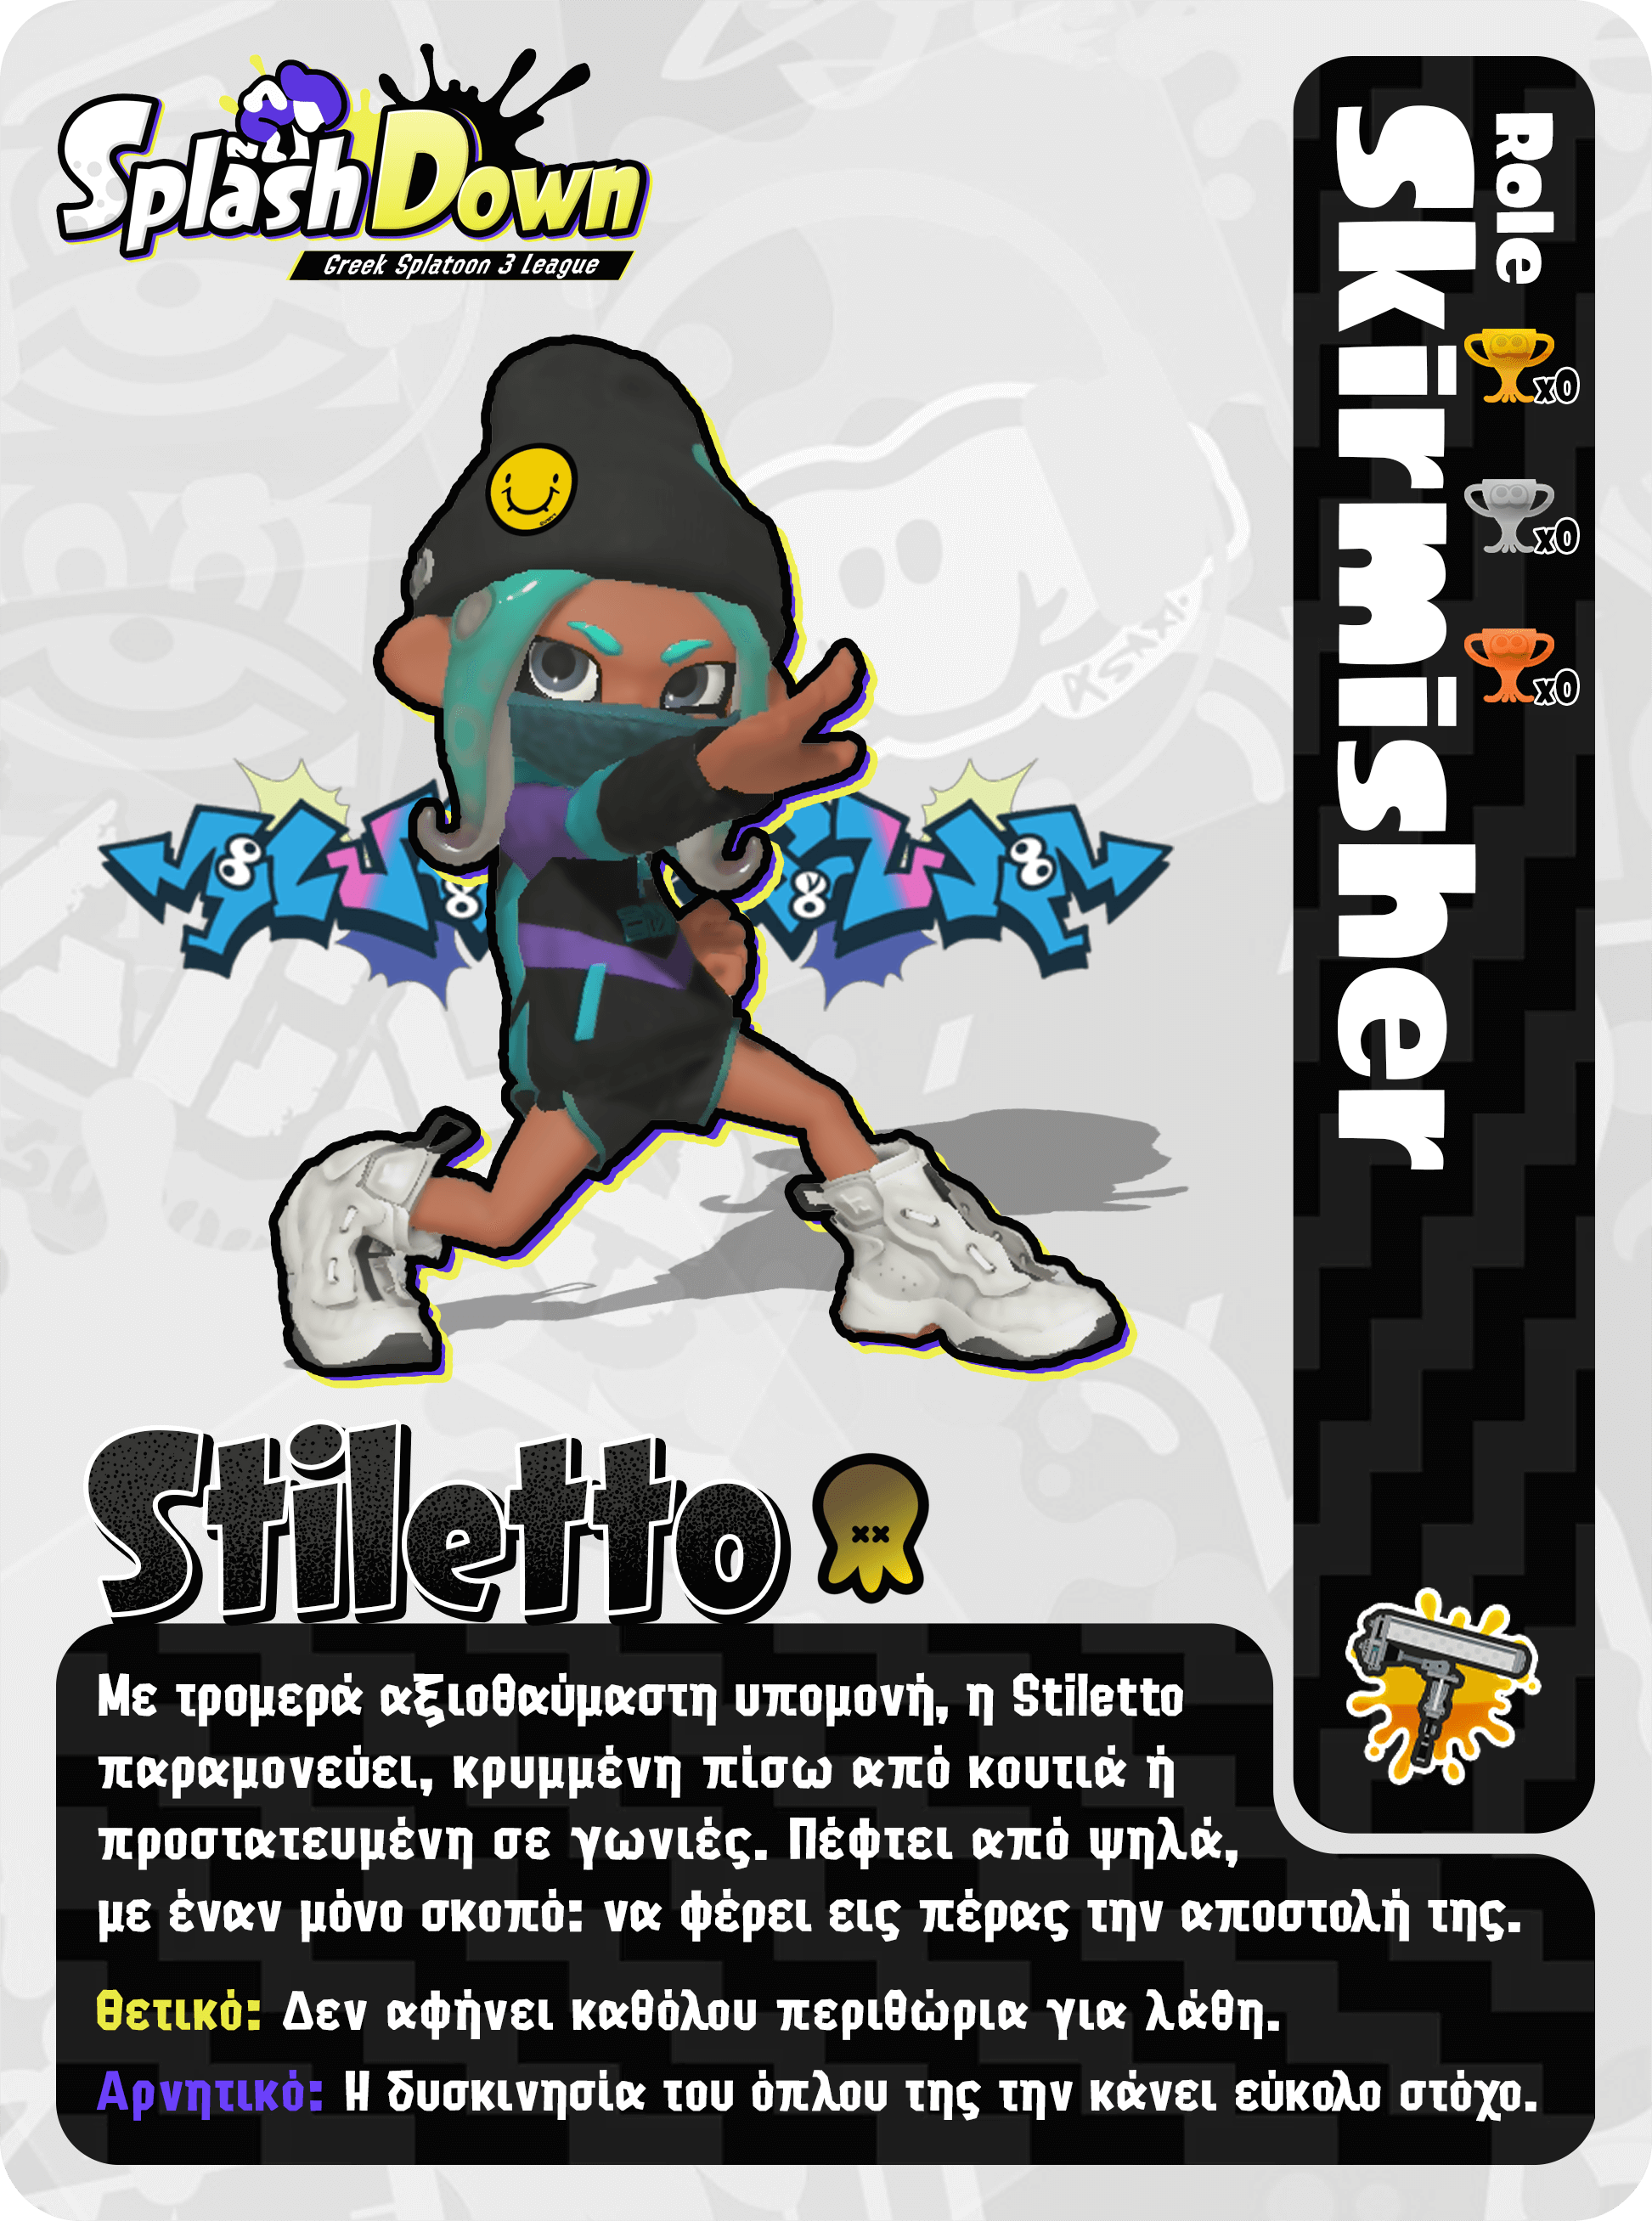 SplashDown
Greek Splatoon 3 League
Role
Skirmisher
x0
x0
x0
Stiletto
Με τρομερά αξιοθαύμαστη υπομονή, η Stiletto
παραμονεύει, κρυμμένη πίσω από κουτιά ή
προστατευμένη σε γωνιές. Πέφτει από ψηλά,
με έναν μόνο σκοπό: να φέρει εις πέρας την αποστολή της.
Θετικό: Δεν αφήνει καθόλου περιθώρια για λάθη.
Αρνητικό: Η δυσκινησία του όπλου της την κάνει εύκολο στόχο.